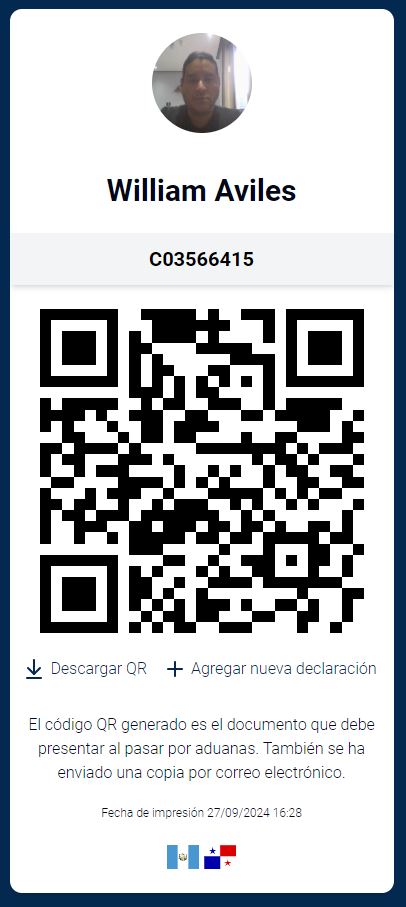 William Aviles
C03566415
Descargar QR
Agregar nueva declaración
El código QR generado es el documento que debe
presentar al pasar por aduanas. También se ha
enviado una copia por correo electrónico.
Fecha de impresión 27/09/2024 16:28